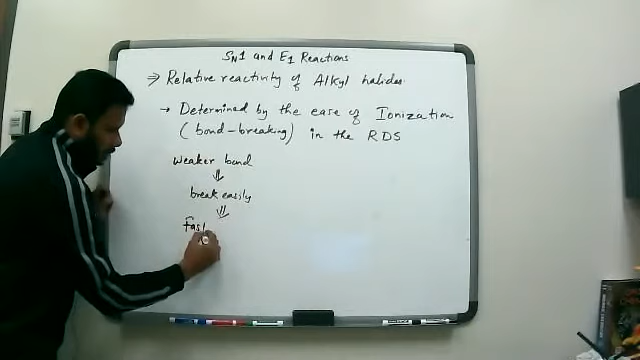 SN1 and E1 Reactions
⇒ Relative reactivity of Alkyl halides.
→ Determined by the ease of Ionization
(bond-breaking) in the RDS
weaker bond
⇓
break easily
⇓